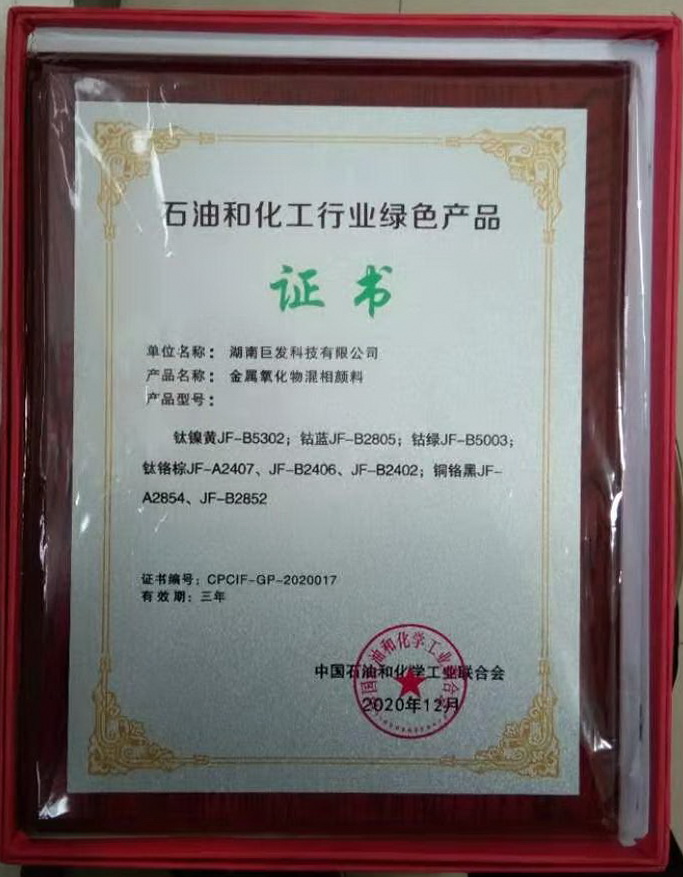 石油和化工行业绿色产品
证书
单位名称：湖南巨发科技有限公司
产品名称：金属氧化物混相颜料
产品型号：
钛镍黄JF-B5302；钴蓝JF-B2805；钴绿JF-B5003；
钛铬棕JF-A2407、JF-B2406、JF-B2402；铜铬黑JF-
A2854、JF-B2852
证书编号：CPCIF-GP-2020017
有效期：三年
中国石油和化学工业联合会
2020年12月